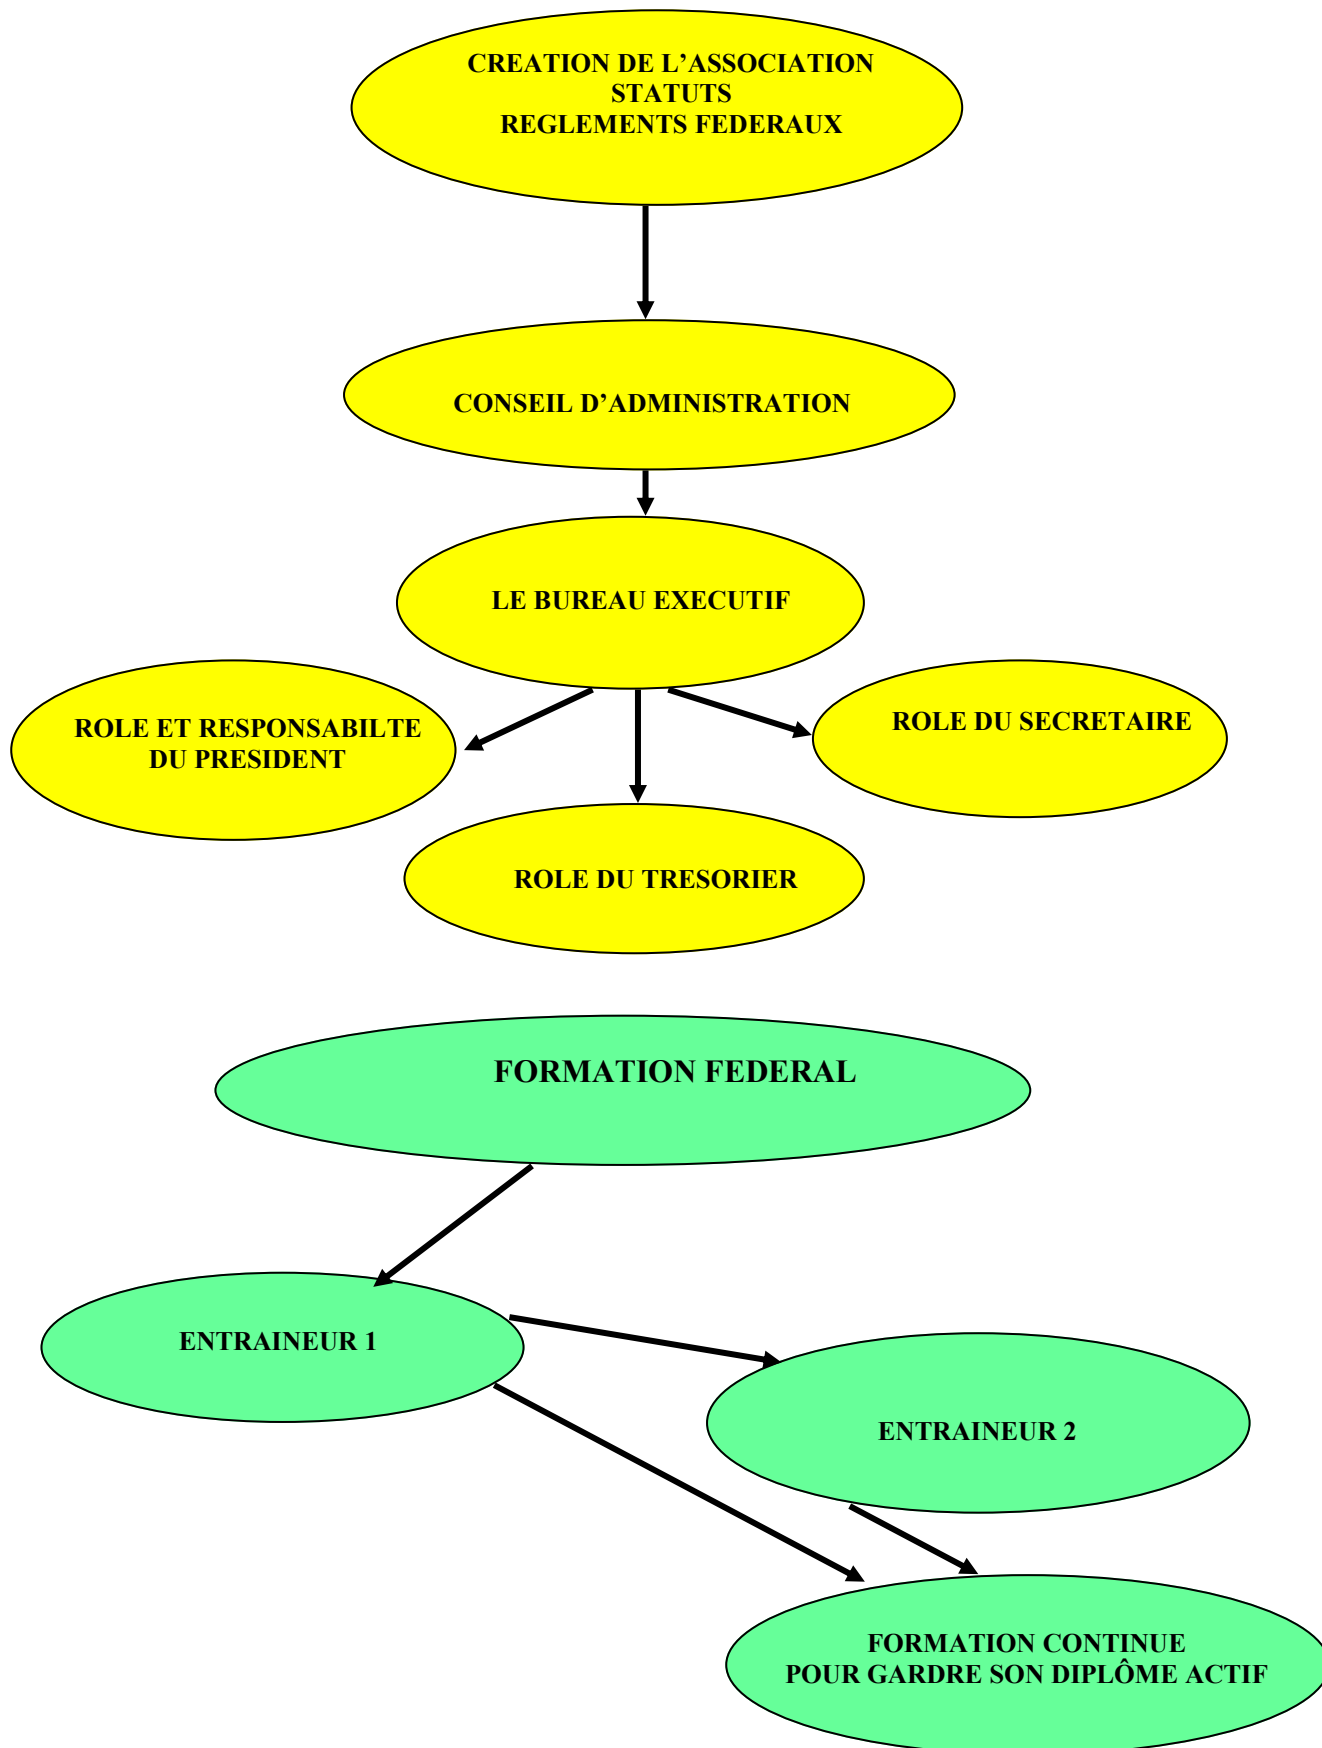 CREATION DE L’ASSOCIATION
STATUTS
REGLEMENTS FEDERAUX
CONSEIL D’ADMINISTRATION
LE BUREAU EXECUTIF
ROLE ET RESPONSABILTE
DU PRESIDENT
ROLE DU SECRETAIRE
ROLE DU TRESORIER
FORMATION FEDERAL
ENTRAINEUR 1
ENTRAINEUR 2
FORMATION CONTINUE
POUR GARDRE SON DIPLÔME ACTIF